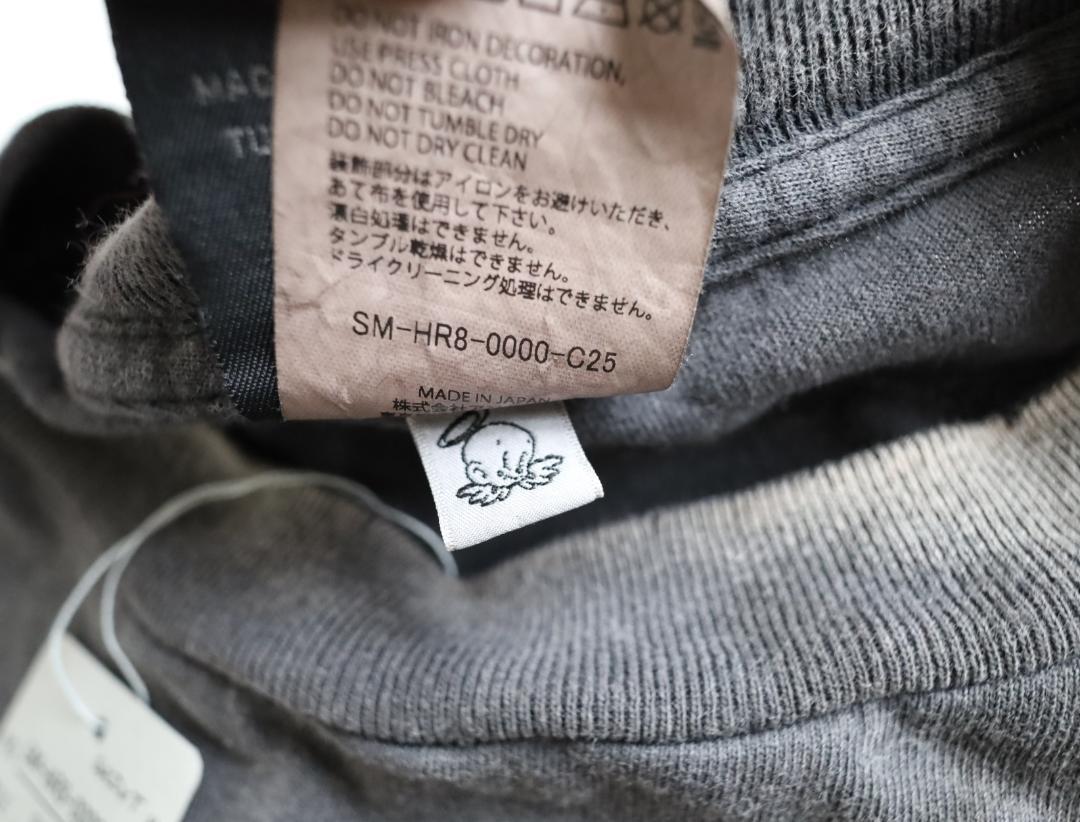 DO NOT IRON DECORATION,
USE PRESS CLOTH
DO NOT BLEACH
DO NOT TUMBLE DRY
DO NOT DRY CLEAN
装飾部分はアイロンをお避けいただき、
あて布を使用して下さい。
漂白処理はできません。
タンブル乾燥はできません。
ドライクリーニング処理はできません。
SM-HR8-0000-C25
MADE IN JAPAN
株式会社